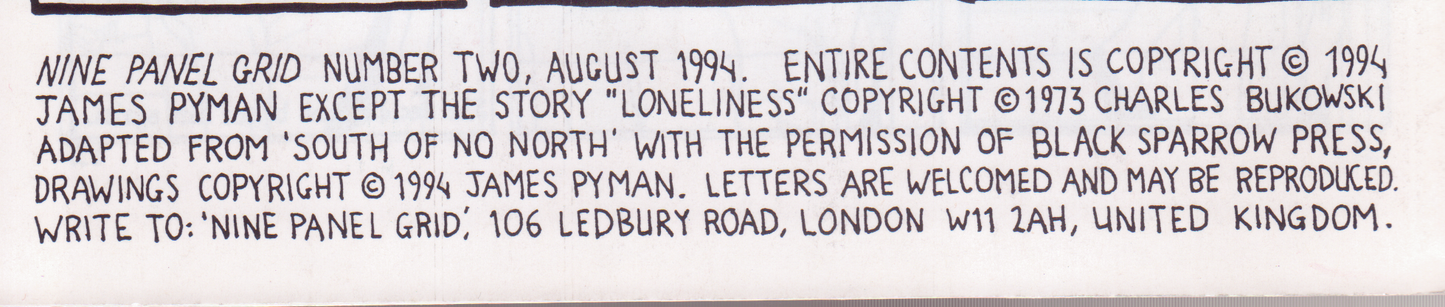 NINE PANEL GRID NUMBER TWO, AUGUST 1994. ENTIRE CONTENTS IS COPYRIGHT © 1994
JAMES PYMAN EXCEPT THE STORY "LONELINESS" COPYRIGHT © 1973 CHARLES BUKOWSKI
ADAPTED FROM 'SOUTH OF NO NORTH' WITH THE PERMISSION OF BLACK SPARROW PRESS,
DRAWINGS COPYRIGHT © 1994 JAMES PYMAN. LETTERS ARE WELCOMED AND MAY BE REPRODUCED.
WRITE TO: 'NINE PANEL GRID,' 106 LEDBURY ROAD, LONDON W11 2AH, UNITED KINGDOM.